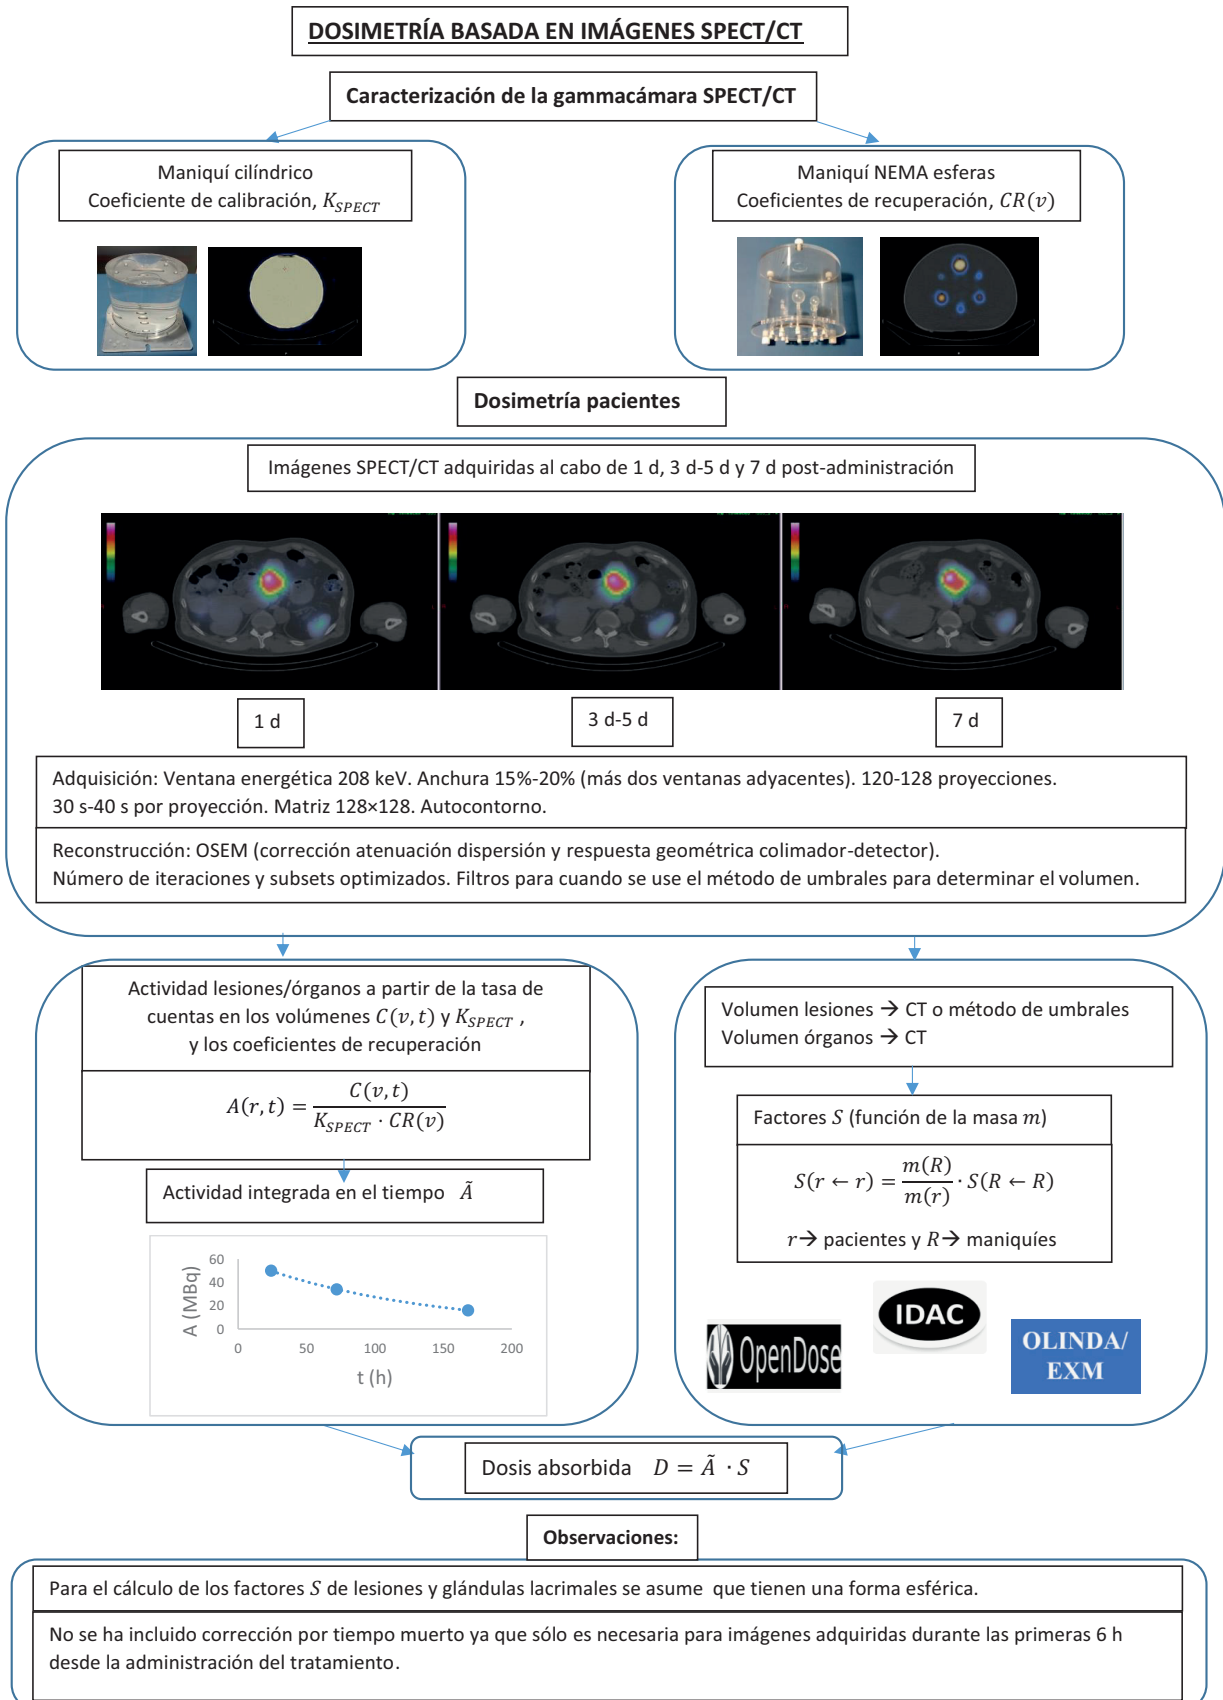 DOSIMETRÍA BASADA EN IMÁGENES SPECT/CT
Caracterización de la gammacámara SPECT/CT
Maniquí cilíndrico
Coeficiente de calibración, K_SPECT
Maniquí NEMA esferas
Coeficientes de recuperación, CR(v)
Dosimetría pacientes
Imágenes SPECT/CT adquiridas al cabo de 1 d, 3 d-5 d y 7 d post-administración
1 d
3 d-5 d
7 d
Adquisición: Ventana energética 208 keV. Anchura 15%-20% (más dos ventanas adyacentes). 120-128 proyecciones.
30 s-40 s por proyección. Matriz 128×128. Autocontorno.
Reconstrucción: OSEM (corrección atenuación dispersión y respuesta geométrica colimador-detector).
Número de iteraciones y subsets optimizados. Filtros para cuando se use el método de umbrales para determinar el volumen.
Actividad lesiones/órganos a partir de la tasa de
cuentas en los volúmenes C(v,t) y K_SPECT ,
y los coeficientes de recuperación
A(r,t) = C(v,t) / (K_SPECT · CR(v))
Actividad integrada en el tiempo Ã
A (MBq)
60
40
20
0
0 50 100 150 200
t (h)
Volumen lesiones → CT o método de umbrales
Volumen órganos → CT
Factores S (función de la masa m)
S(r ← r) = m(R)/m(r) · S(R ← R)
r→ pacientes y R→ maniquíes
IDAC
OpenDose
OLINDA/
EXM
Dosis absorbida D = Ã · S
Observaciones:
Para el cálculo de los factores S de lesiones y glándulas lacrimales se asume que tienen una forma esférica.
No se ha incluido corrección por tiempo muerto ya que sólo es necesaria para imágenes adquiridas durante las primeras 6 h
desde la administración del tratamiento.